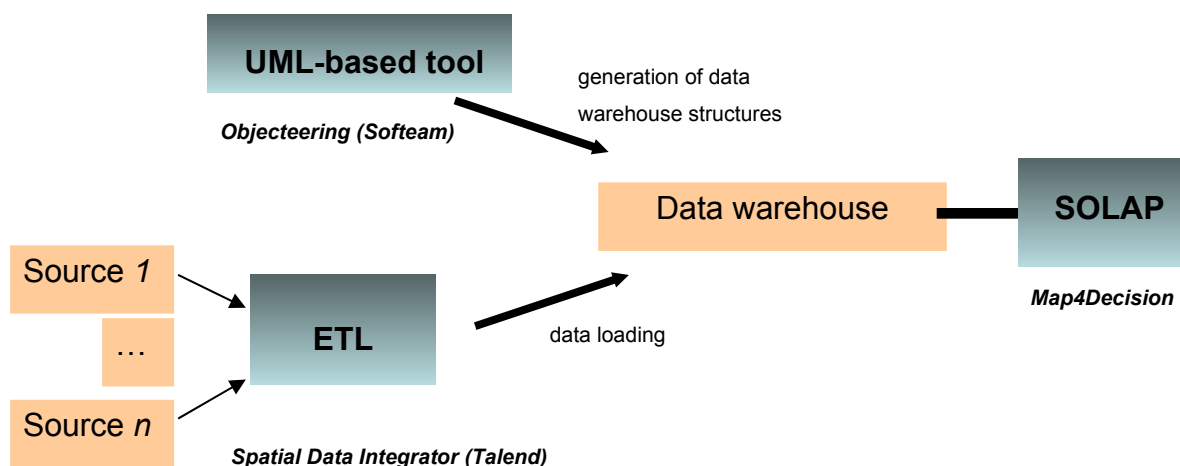 UML-based tool
Objecteering (Softeam)
generation of data
warehouse structures
Data warehouse
SOLAP
Map4Decision
Source 1
…
Source n
ETL
data loading
Spatial Data Integrator (Talend)